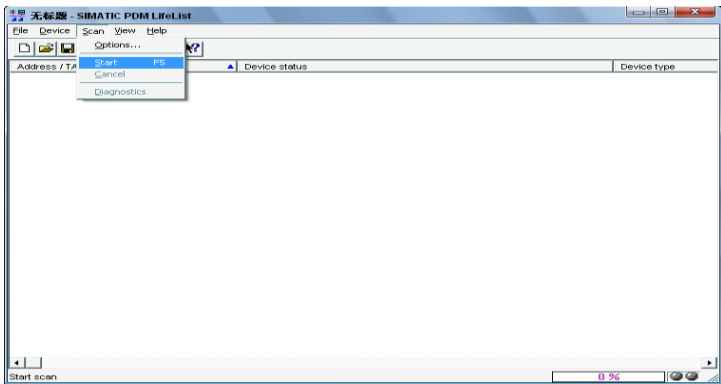 无标题 - SIMATIC PDM LifeList
File Device Scan View Help
Options...
Address / TA
Device status
Device type
Start F5
Cancel
Diagnostics
Start scan
0 %